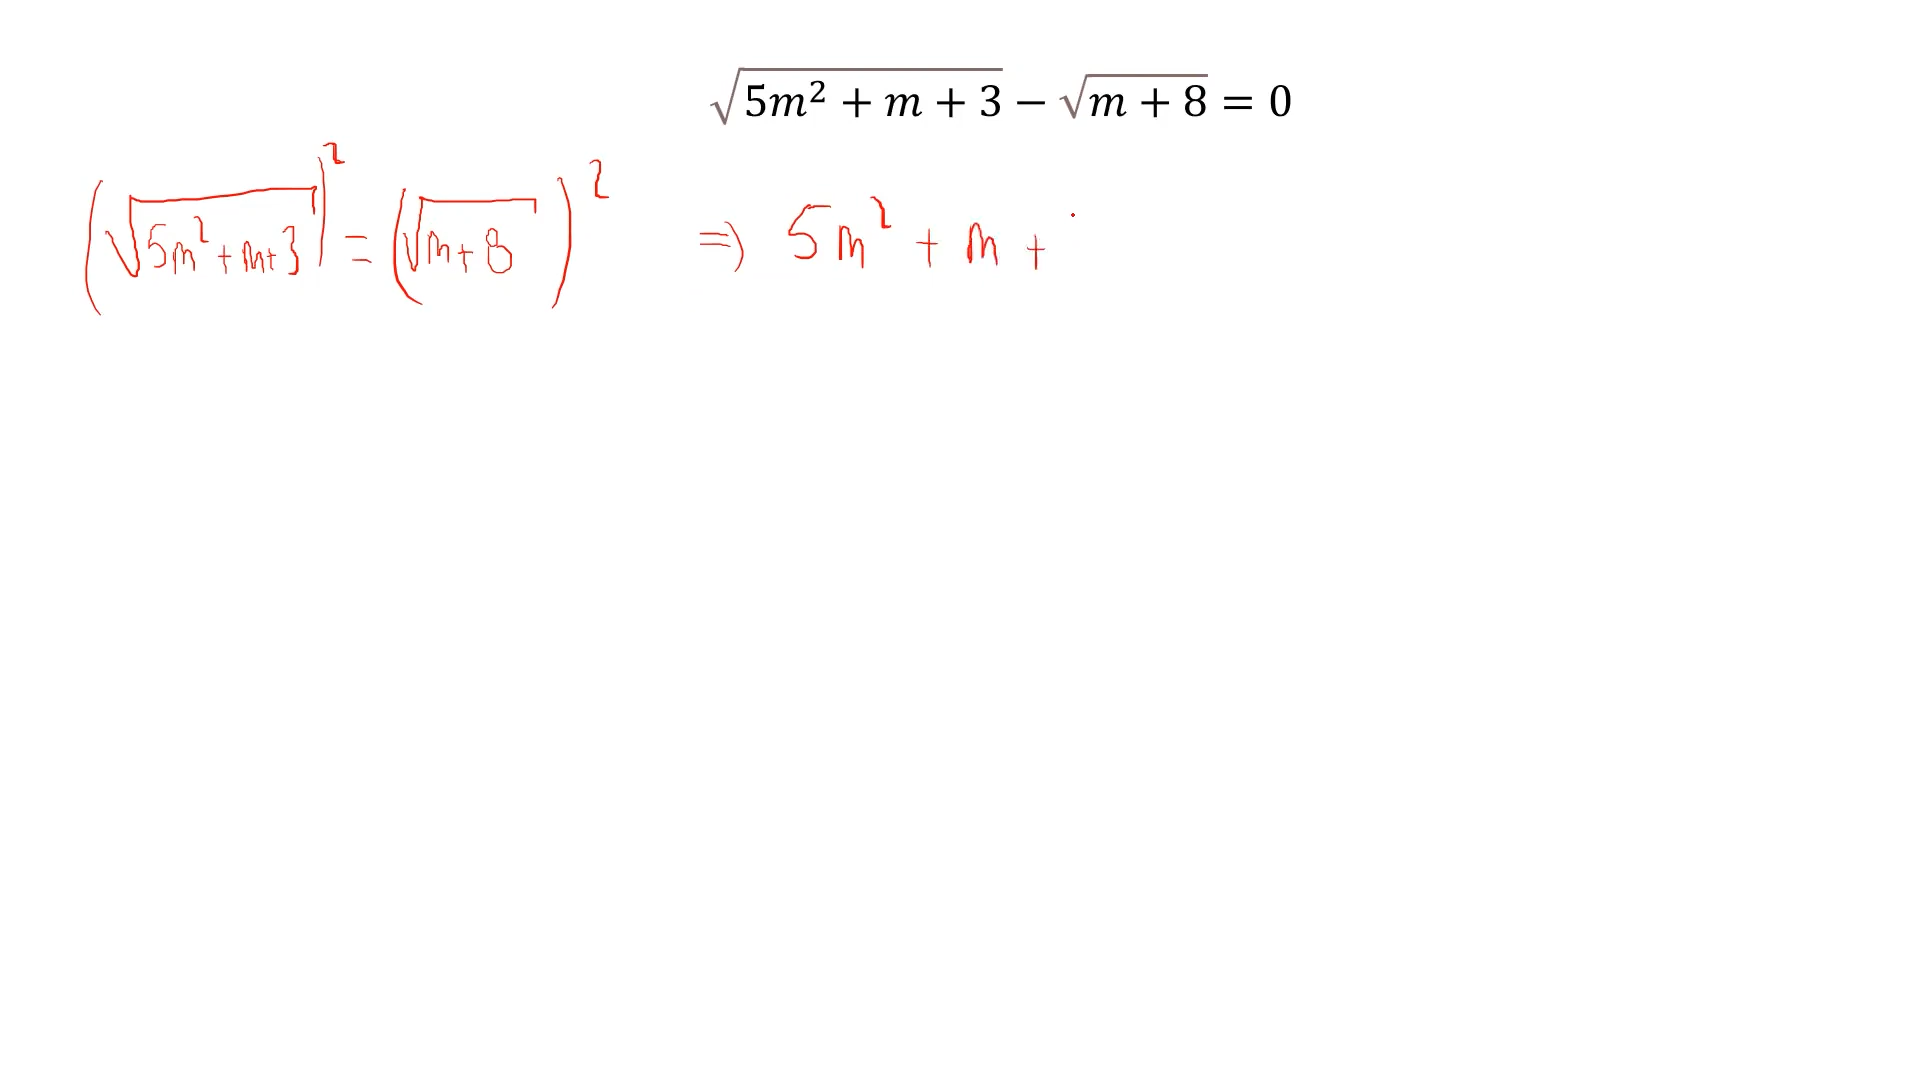 √(5m² + m + 3) − √(m + 8) = 0
(√(5m² + m + 3))² = (√(m + 8))² ⇒ 5m² + m +